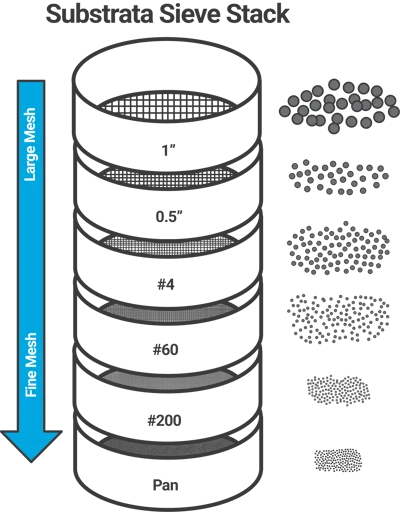 Substrata Sieve Stack
Large Mesh
Fine Mesh
1”
0.5”
#4
#60
#200
Pan